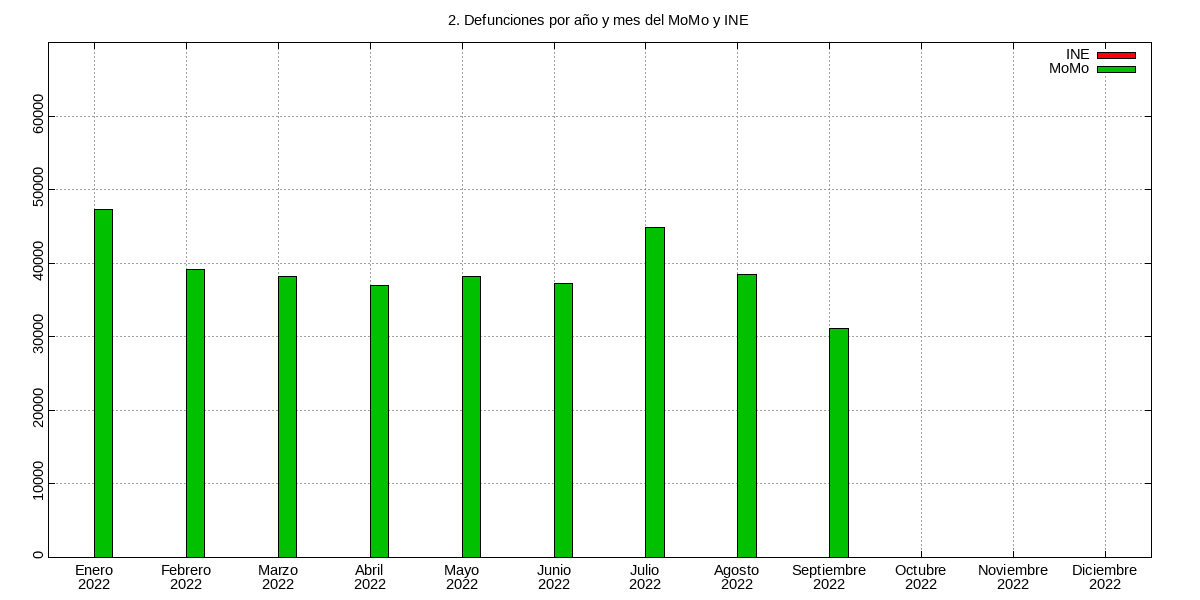 2. Defunciones por año y mes del MoMo y INE
INE
MoMo
60000
50000
40000
30000
20000
10000
0
Enero Febrero Marzo Abril Mayo Junio Julio Agosto Septiembre Octubre Noviembre Diciembre
2022 2022 2022 2022 2022 2022 2022 2022 2022 2022 2022 2022